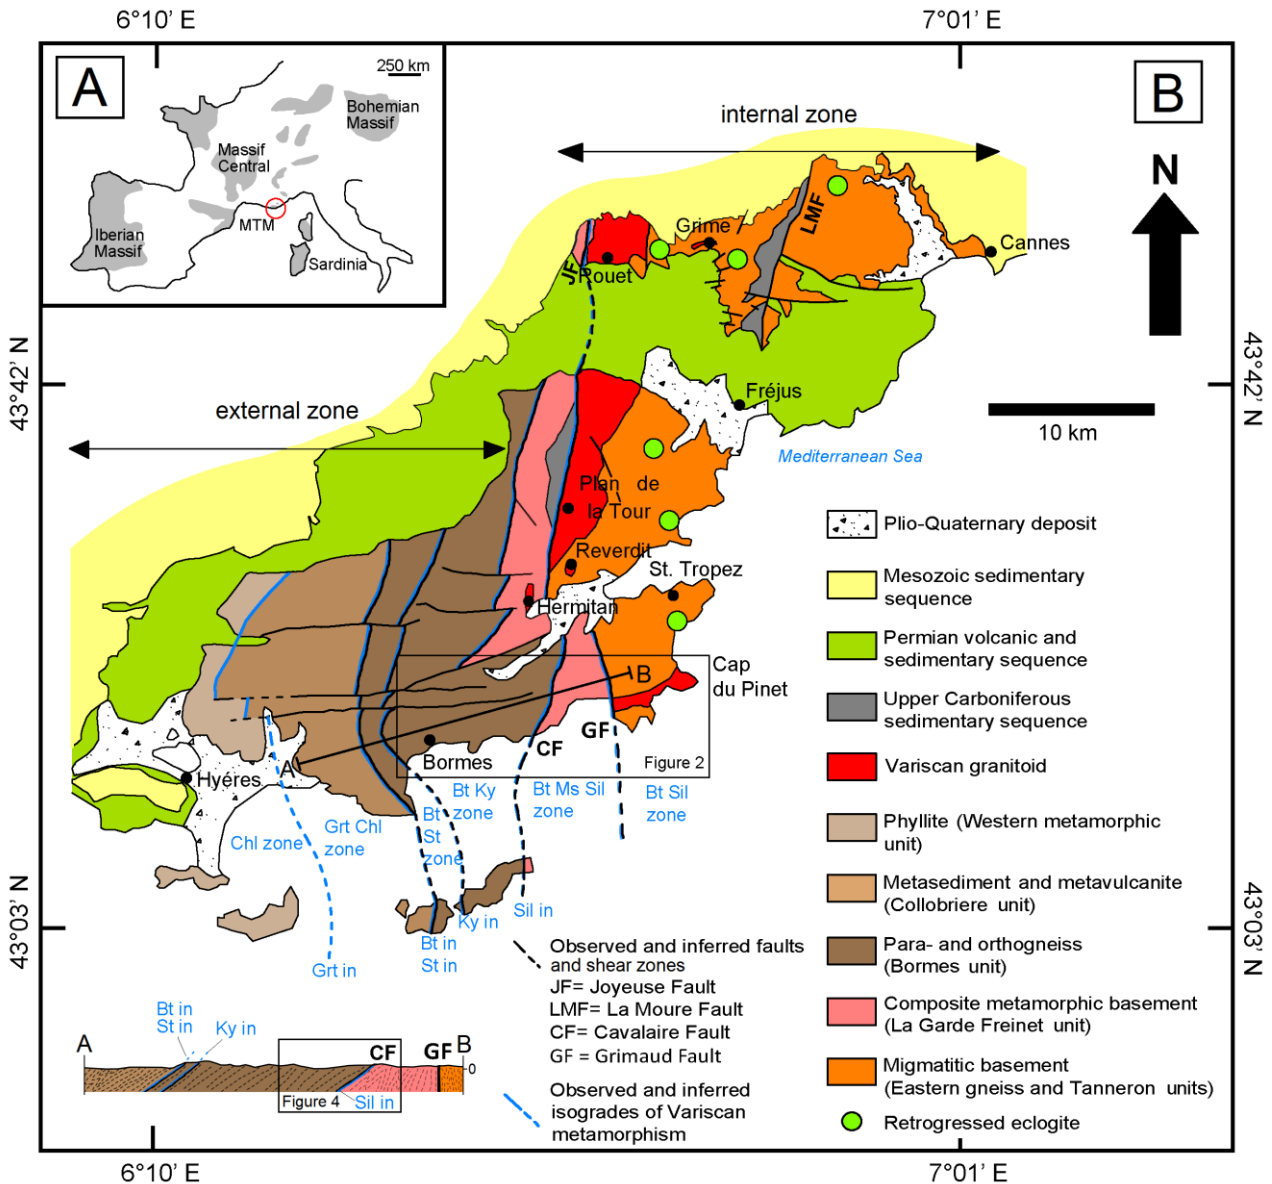 6°10’ E
7°01’ E
A
250 km
Bohemian
Massif
Massif
Central
MTM
Iberian
Massif
Sardinia
internal zone
B
N
LMF
Grime
Cannes
JF
Rouet
43°42’ N
43°42’ N
Fréjus
10 km
external zone
Mediterranean Sea
Plan de
la Tour
Reverdit
St. Tropez
Hermitan
B
Cap
du Pinet
GF
CF
A
Bormes
Figure 2
Hyéres
Bt Ky
zone
Bt Ms Sil
zone
Bt Sil
zone
Chl zone
Grt Chl
zone
Bt
St
zone
Sil in
Ky in
Bt in
St in
Grt in
43°03’ N
43°03’ N
Plio-Quaternary deposit
Mesozoic sedimentary
sequence
Permian volcanic and
sedimentary sequence
Upper Carboniferous
sedimentary sequence
Variscan granitoid
Phyllite (Western metamorphic
unit)
Metasediment and metavulcanite
(Collobriere unit)
Para- and orthogneiss
(Bormes unit)
Composite metamorphic basement
(La Garde Freinet unit)
Migmatitic basement
(Eastern gneiss and Tanneron units)
Retrogressed eclogite
Observed and inferred faults
and shear zones
JF= Joyeuse Fault
LMF= La Moure Fault
CF= Cavalaire Fault
GF = Grimaud Fault
Observed and inferred
isogrades of Variscan
metamorphism
Bt in
St in
Ky in
A
CF
GF
B
0
Figure 4
Sil in
6°10’ E
7°01’ E